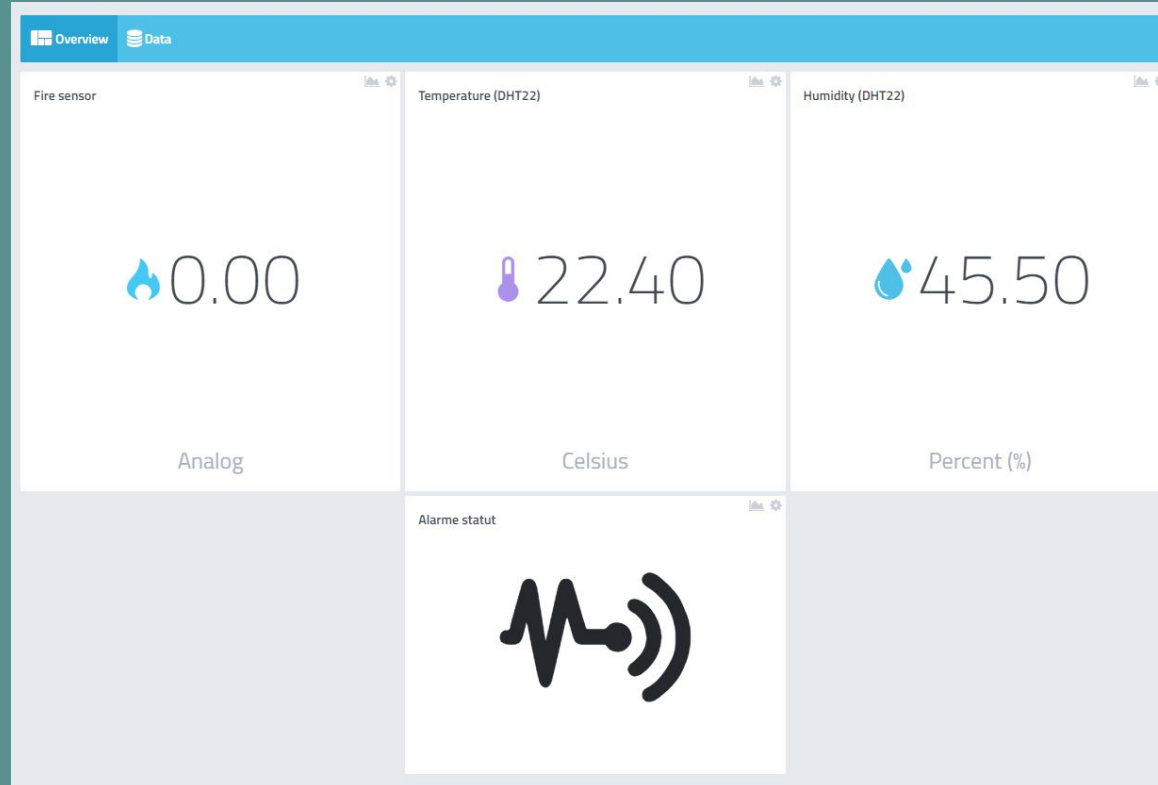 Overview Data
Fire sensor
Temperature (DHT22)
Humidity (DHT22)
0.00
22.40
45.50
Analog
Celsius
Percent (%)
Alarme statut